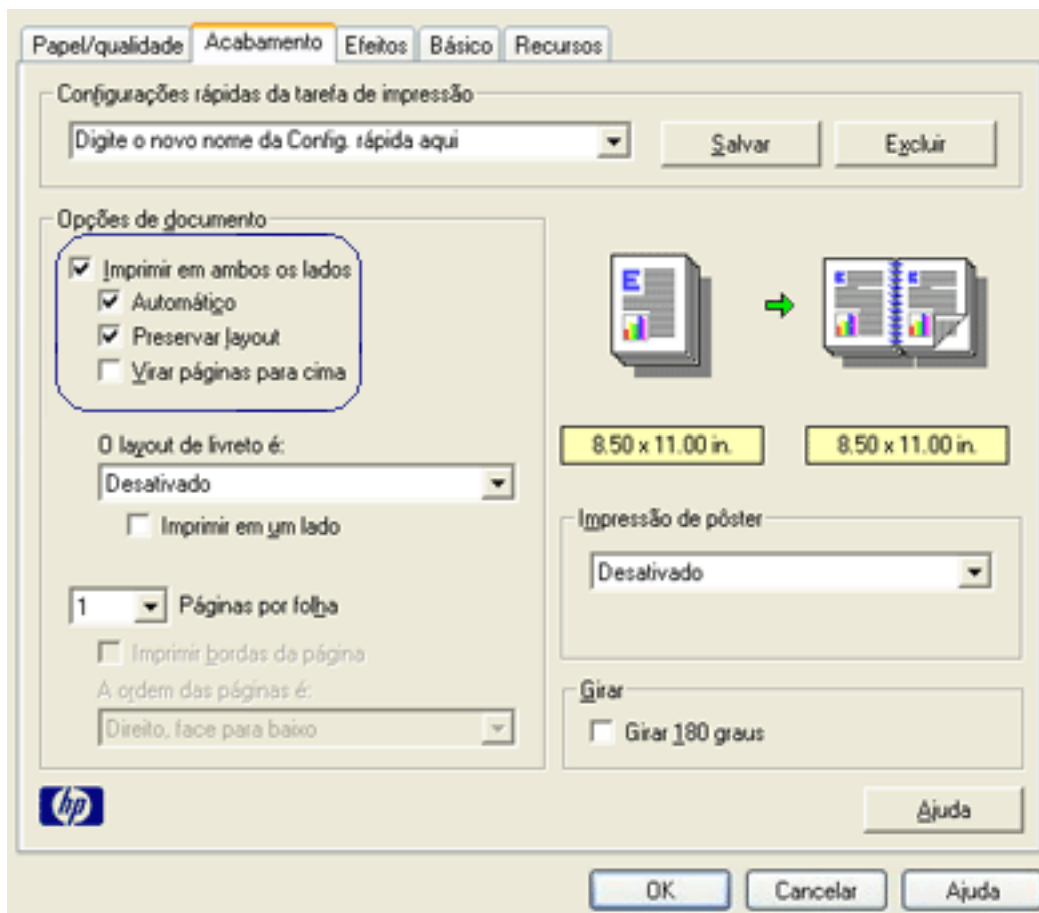 Papel/qualidade Acabamento Efeitos Básico Recursos
Configurações rápidas da tarefa de impressão
Digite o novo nome da Config. rápida aqui Salvar Excluir
Opções de documento
Imprimir em ambos os lados
Automático
Preservar layout
Virar páginas para cima
O layout de livreto é:
Desativado
Imprimir em um lado
1 Páginas por folha
Imprimir bordas da página
A ordem das páginas é:
Direito, face para baixo
E
E E
8.50 x 11.00 in. 8.50 x 11.00 in.
Impressão de pôster
Desativado
Girar
Girar 180 graus
hp
Ajuda
OK Cancelar Ajuda